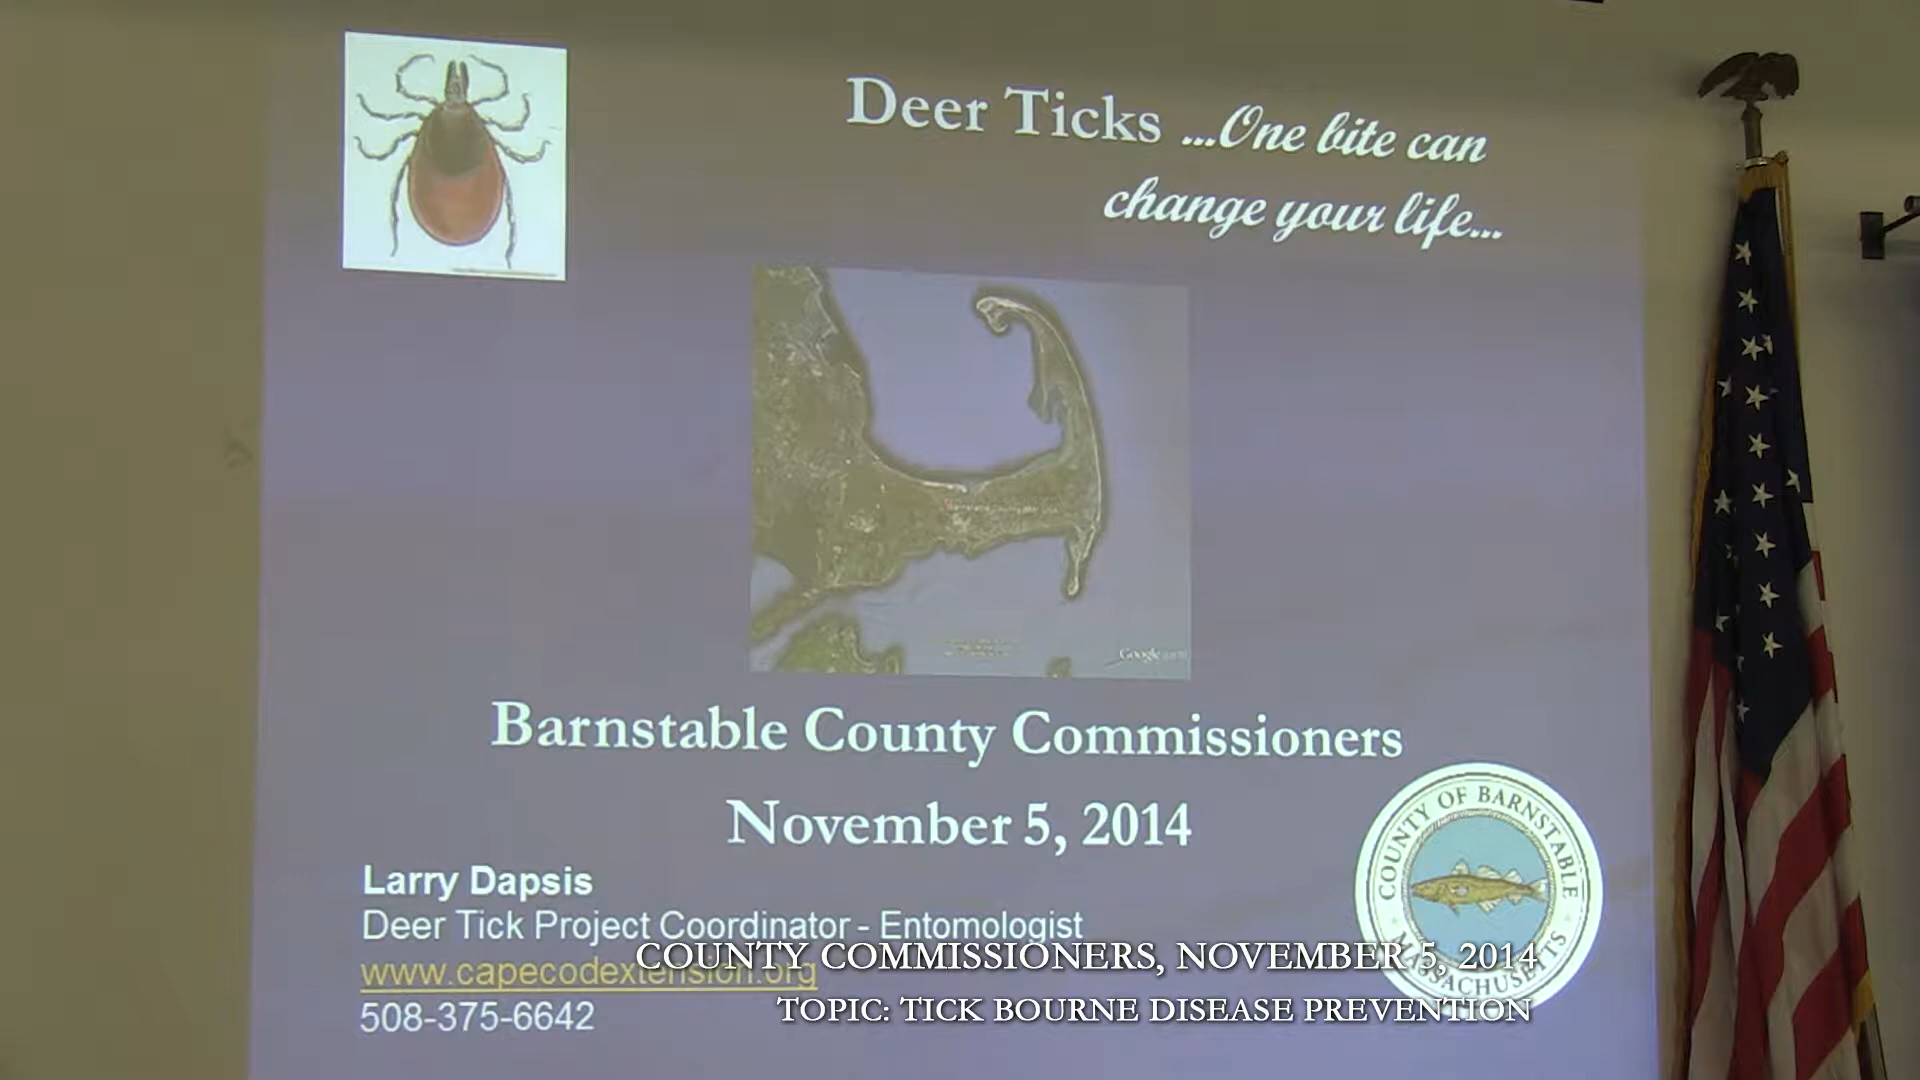 Deer Ticks ...One bite can
change your life...
Google
Barnstable County Commissioners
November 5, 2014
Larry Dapsis
Deer Tick Project Coordinator - Entomologist
www.capecodextension.org
508-375-6642
COUNTY OF BARNSTABLE
MASSACHUSETTS
COUNTY COMMISSIONERS, NOVEMBER 5, 2014
TOPIC: TICK BOURNE DISEASE PREVENTION